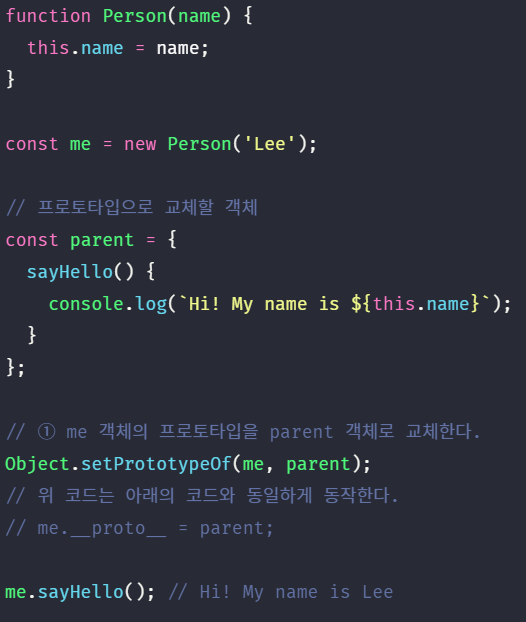 function Person(name) {
  this.name = name;
}

const me = new Person('Lee');

// 프로토타입으로 교체할 객체
const parent = {
  sayHello() {
    console.log(`Hi! My name is ${this.name}`);
  }
};

// ① me 객체의 프로토타입을 parent 객체로 교체한다.
Object.setPrototypeOf(me, parent);
// 위 코드는 아래의 코드와 동일하게 동작한다.
// me.__proto__ = parent;

me.sayHello(); // Hi! My name is Lee